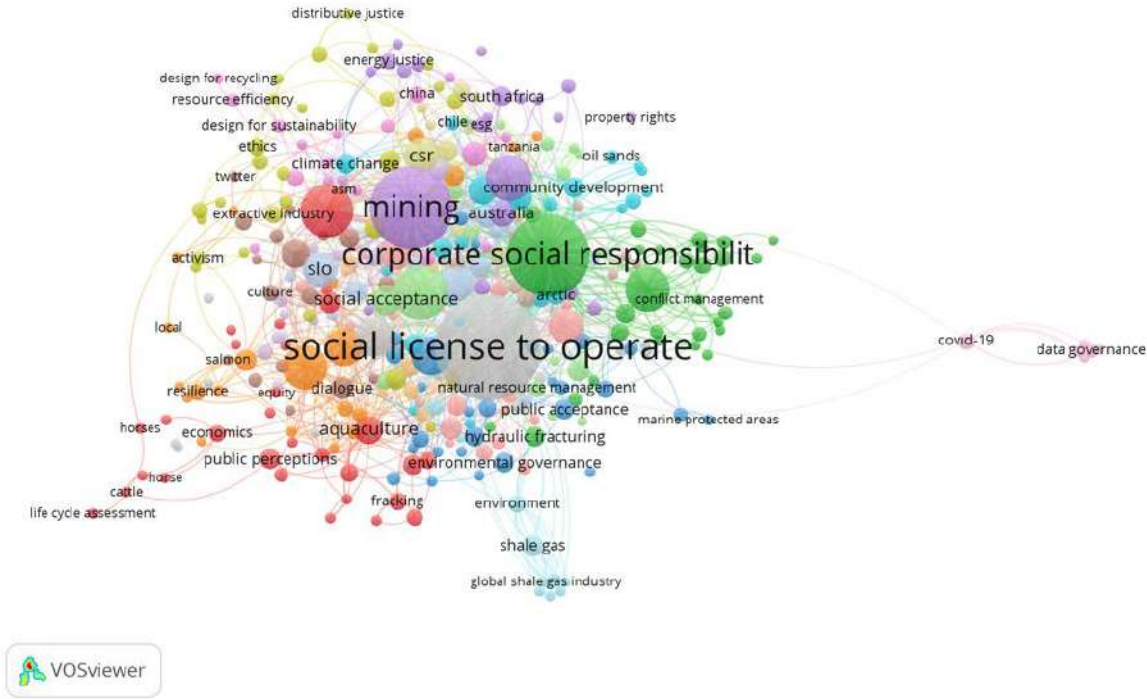 distributive justice
energy justice
design for recycling
china
south africa
resource efficiency
property rights
design for sustainability
chile
esg
ethics
tanzania
csr
oil sands
climate change
twitter
asm
community development
mining
extractive industry
australia
corporate social responsibilit
activism
slo
culture
social acceptance
arctic
conflict management
local
covid-19
social license to operate
data governance
salmon
natural resource management
resilience
equity
dialogue
public acceptance
marine protected areas
horses
economics
aquaculture
hydraulic fracturing
public perceptions
environmental governance
horse
cattle
fracking
environment
life cycle assessment
shale gas
global shale gas industry
VOSviewer